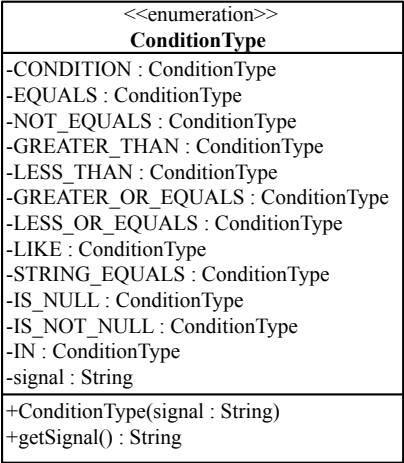 <<enumeration>>
ConditionType
-CONDITION : ConditionType
-EQUALS : ConditionType
-NOT_EQUALS : ConditionType
-GREATER_THAN : ConditionType
-LESS_THAN : ConditionType
-GREATER_OR_EQUALS : ConditionType
-LESS_OR_EQUALS : ConditionType
-LIKE : ConditionType
-STRING_EQUALS : ConditionType
-IS_NULL : ConditionType
-IS_NOT_NULL : ConditionType
-IN : ConditionType
-signal : String
+ConditionType(signal : String)
+getSignal() : String